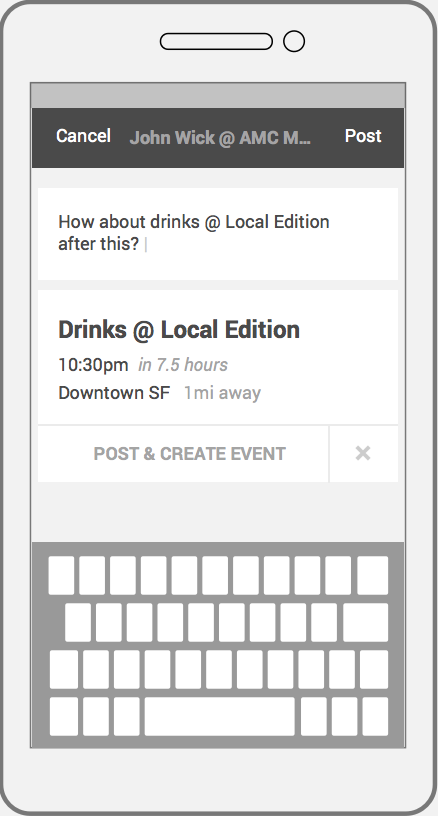 Cancel John Wick @ AMC M... Post
How about drinks @ Local Edition
after this?
Drinks @ Local Edition
10:30pm in 7.5 hours
Downtown SF 1mi away
POST & CREATE EVENT ×